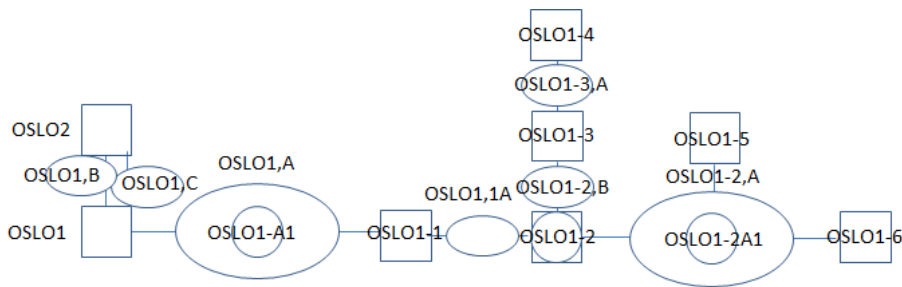 OSLO1-4
OSLO1-3,A
OSLO2
OSLO1-3
OSLO1-5
OSLO1,B
OSLO1,C
OSLO1,A
OSLO1-2,A
OSLO1,1A
OSLO1-2,B
OSLO1
OSLO1-A1
OSLO1-1
OSLO1-2
OSLO1-2A1
OSLO1-6